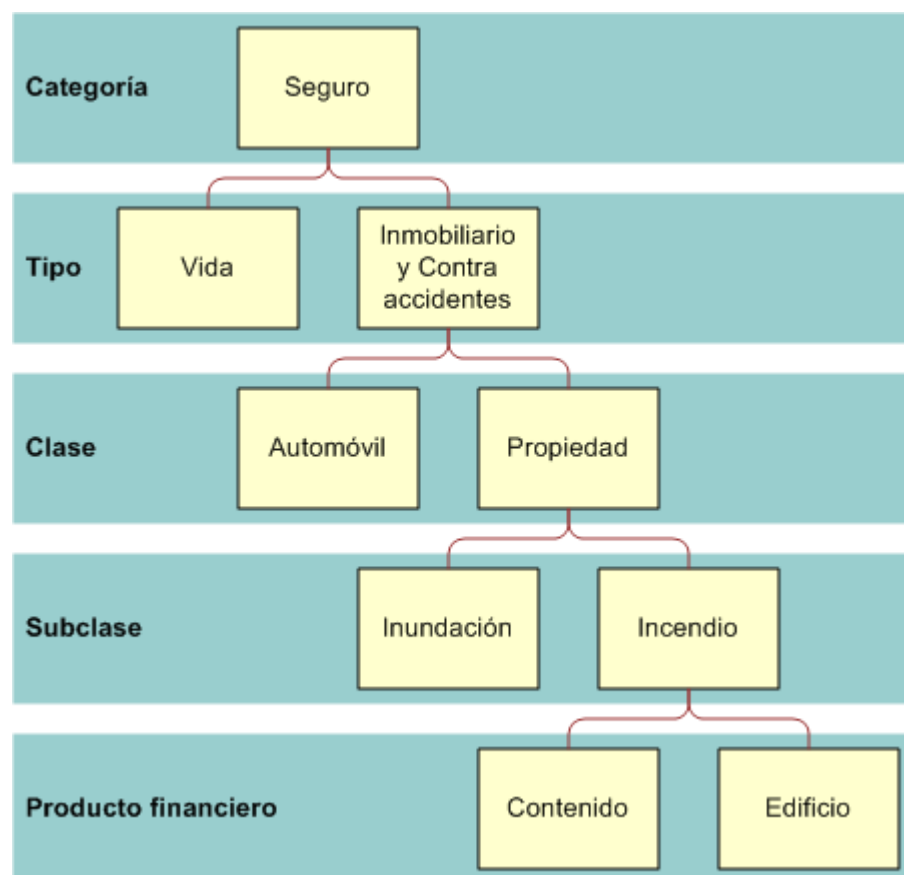 Categoría
Seguro
Tipo
Vida
Inmobiliario
y Contra
accidentes
Clase
Automóvil
Propiedad
Subclase
Inundación
Incendio
Producto financiero
Contenido
Edificio